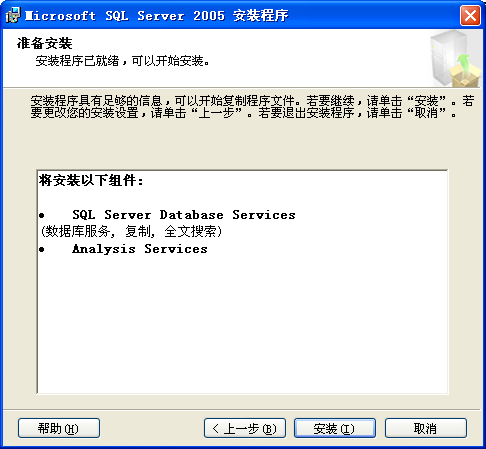 Microsoft SQL Server 2005 安装程序
准备安装
安装程序已就绪，可以开始安装。
安装程序具有足够的信息，可以开始复制程序文件。若要继续，请单击“安装”。若
要更改您的安装设置，请单击“上一步”。若要退出安装程序，请单击“取消”。
将安装以下组件：
• SQL Server Database Services
(数据库服务, 复制, 全文搜索)
• Analysis Services
帮助(H)
< 上一步(B)
安装(I)
取消